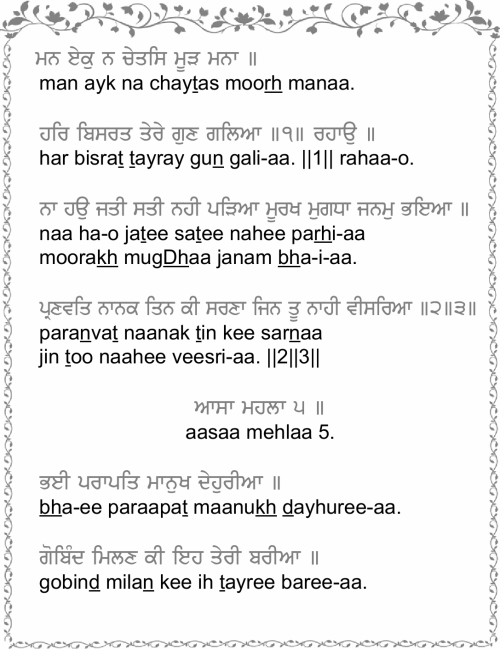 ਮਨ ਏਕੁ ਨ ਚੇਤਸਿ ਮੂੜ ਮਨਾ ॥
man ayk na chaytas moorh manaa.
ਹਰਿ ਬਿਸਰਤ ਤੇਰੇ ਗੁਣ ਗਲਿਆ ॥੧॥ ਰਹਾਉ ॥
har bisrat tayray gun gali-aa. ||1|| rahaa-o.
ਨਾ ਹਉ ਜਤੀ ਸਤੀ ਨਹੀ ਪੜਿਆ ਮੂਰਖ ਮੁਗਧਾ ਜਨਮੁ ਭਇਆ ॥
naa ha-o jatee satee nahee parhi-aa
moorakh mugDhaa janam bha-i-aa.
ਪ੍ਰਣਵਤਿ ਨਾਨਕ ਤਿਨ ਕੀ ਸਰਣਾ ਜਿਨ ਤੂ ਨਾਹੀ ਵੀਸਰਿਆ ॥੨॥੩॥
paranvat naanak tin kee sarnaa
jin too naahee veesri-aa. ||2||3||
ਆਸਾ ਮਹਲਾ ੫ ॥
aasaa mehlaa 5.
ਭਈ ਪਰਾਪਤਿ ਮਾਨੁਖ ਦੇਹੁਰੀਆ ॥
bha-ee paraapat maanukh dayhuree-aa.
ਗੋਬਿੰਦ ਮਿਲਣ ਕੀ ਇਹ ਤੇਰੀ ਬਰੀਆ ॥
gobind milan kee ih tayree baree-aa.